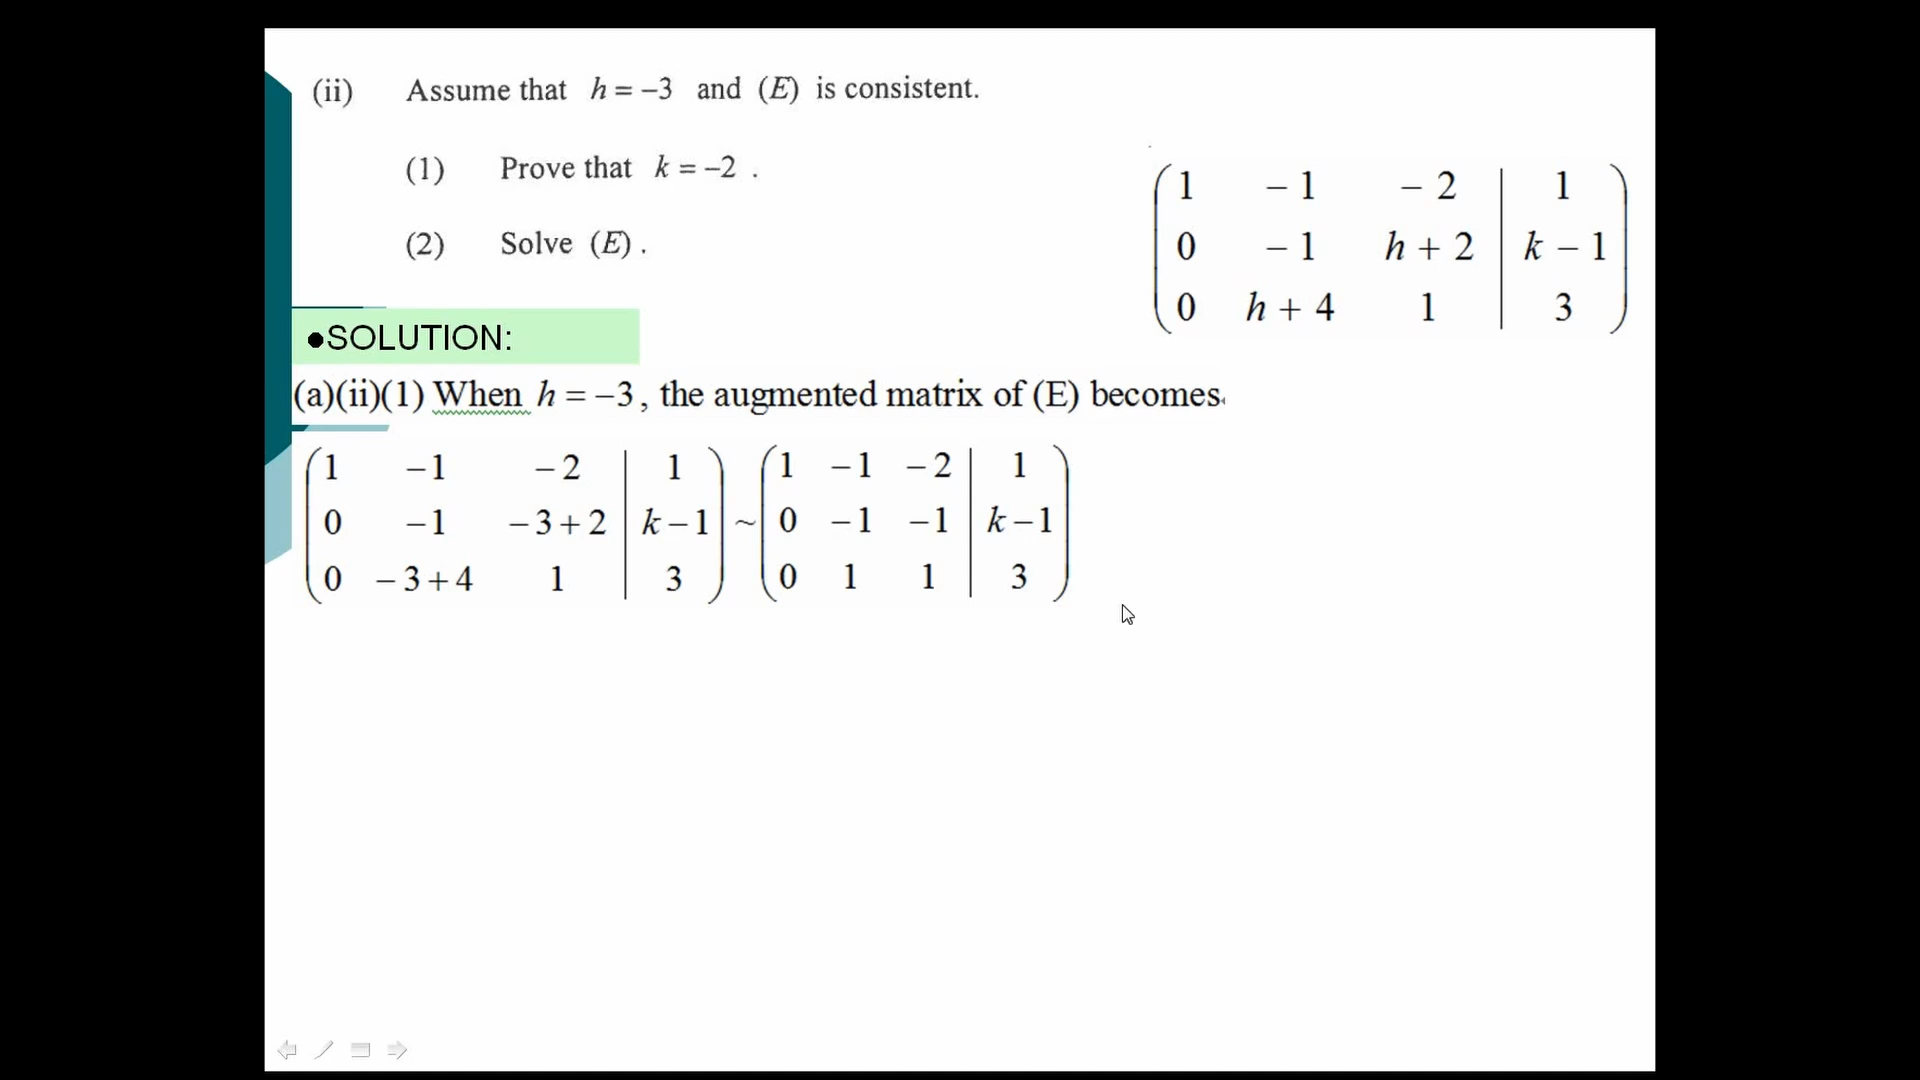 (ii) Assume that h = −3 and (E) is consistent.
(1) Prove that k = −2 .
(2) Solve (E) .
1 −1 −2 | 1
0 −1 h + 2 | k − 1
0 h + 4 1 | 3
●SOLUTION:
(a)(ii)(1) When h = −3, the augmented matrix of (E) becomes
1 −1 −2 | 1 1 −1 −2 | 1
0 −1 −3+2 | k−1 ~ 0 −1 −1 | k−1
0 −3+4 1 | 3 0 1 1 | 3